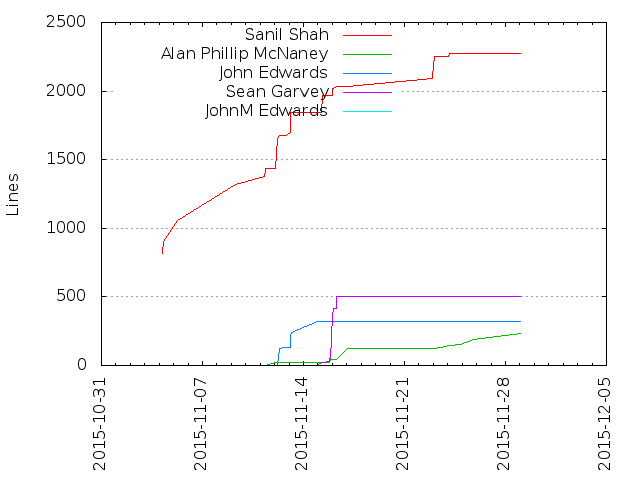 2500
2000
1500
1000
500
0
Lines
Sanil Shah
Alan Phillip McNaney
John Edwards
Sean Garvey
JohnM Edwards
2015-10-31
2015-11-07
2015-11-14
2015-11-21
2015-11-28
2015-12-05